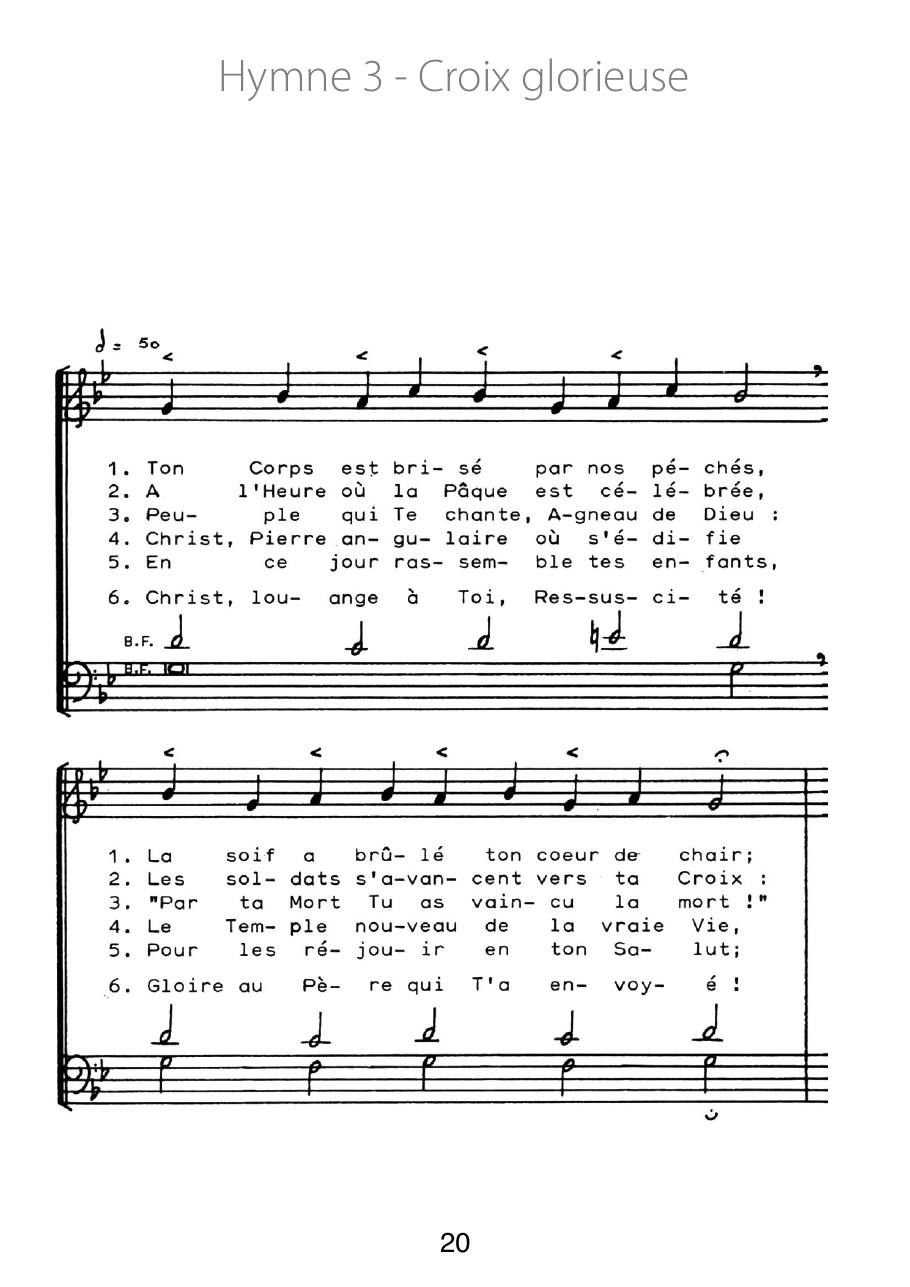 Hymne 3 - Croix glorieuse
= 50
1. Ton Corps est bri- sé par nos pé- chés,
2. A l'Heure où la Pâque est cé- lé- brée,
3. Peu- ple qui Te chante, A-gneau de Dieu :
4. Christ, Pierre an- gu- laire où s'é- di- fie
5. En ce jour ras- sem- ble tes en- fants,
6. Christ, lou- ange à Toi, Res-sus- ci- té !
B.F.
B.F.
1. La soif a brû- lé ton coeur de chair;
2. Les sol- dats s'a-van- cent vers ta Croix :
3. "Par ta Mort Tu as vain- cu la mort !"
4. Le Tem- ple nou-veau de la vraie Vie,
5. Pour les ré- jou- ir en ton Sa- lut;
6. Gloire au Pè- re qui T'a en- voy- é !
20